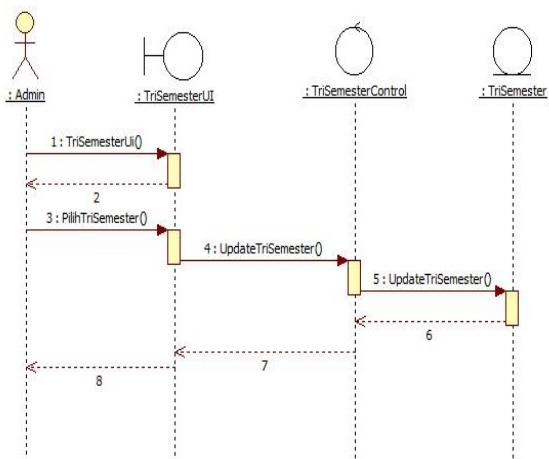 : Admin
: TriSemesterUI
: TriSemesterControl
: TriSemester
1 : TriSemesterUi()
2
3 : PilihTriSemester()
4 : UpdateTriSemester()
5 : UpdateTriSemester()
6
7
8